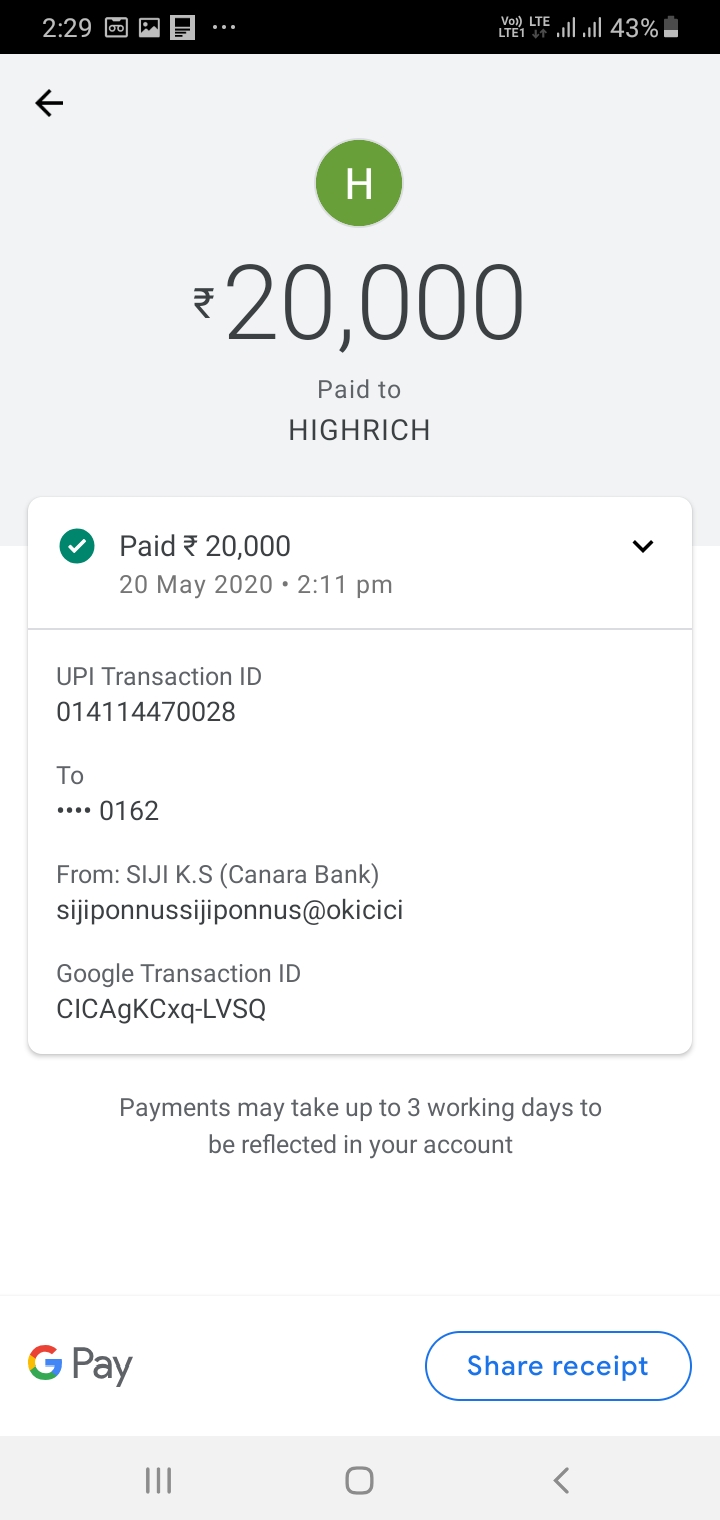 2:29 ... Vo)) LTE 43%
LTE1
H
₹20,000
Paid to
HIGHRICH
Paid ₹ 20,000
20 May 2020 • 2:11 pm
UPI Transaction ID
014114470028
To
•••• 0162
From: SIJI K.S (Canara Bank)
sijiponnussijiponnus@okicici
Google Transaction ID
CICAgKCxq-LVSQ
Payments may take up to 3 working days to
be reflected in your account
G Pay
Share receipt